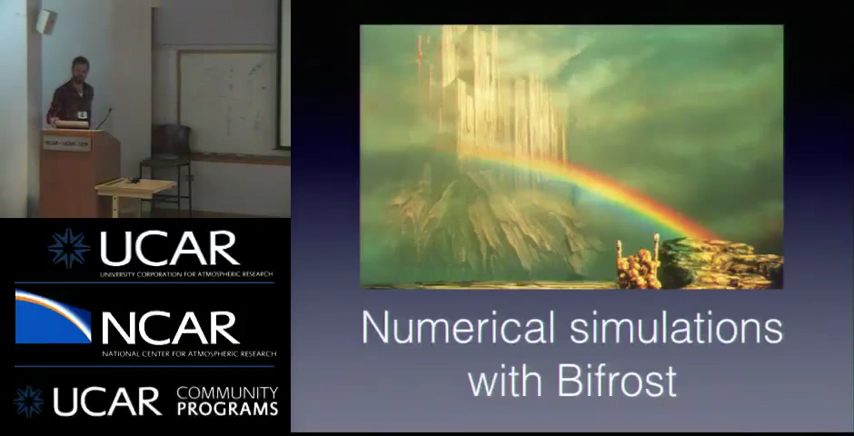 UCAR
UNIVERSITY CORPORATION FOR ATMOSPHERIC RESEARCH
NCAR
NATIONAL CENTER FOR ATMOSPHERIC RESEARCH
UCAR COMMUNITY
PROGRAMS
Numerical simulations
with Bifrost